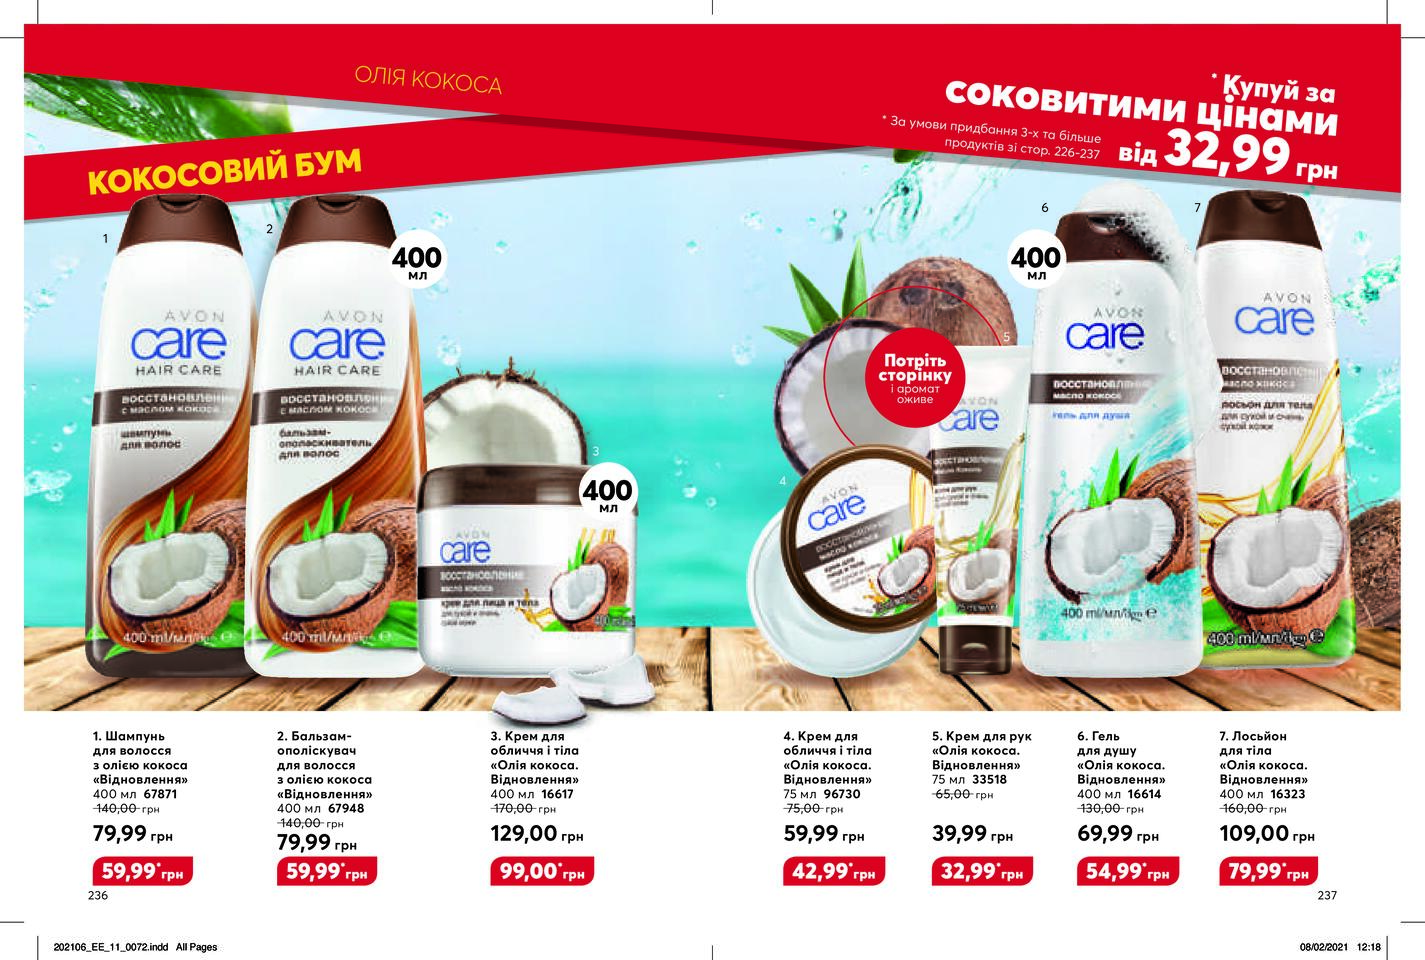 ОЛІЯ КОКОСА
КОКОСОВИЙ БУМ
* Купуй за
соковитими цінами
* За умови придбання 3-х та більше
продуктів зі стор. 226-237
від 32,99 грн
1
2
400
мл
AVON
care
HAIR CARE
ВОССТАНОВЛЕНИЕ
С МАСЛОМ КОКОСА
шампунь
для волос
400 ml/мл/
AVON
care
HAIR CARE
ВОССТАНОВЛЕНИЕ
С МАСЛОМ КОКОСА
бальзам-
ополаскиватель
для волос
400 ml/мл/
3
400
мл
AVON
care
ВОССТАНОВЛЕНИЕ
масло кокоса
крем для лица и тела
для сухой и очень
сухой кожи
Потріть
сторінку
і аромат
оживе
4
AVON
care
ВОССТАНОВЛЕНИЕ
масло кокоса
крем для
лица и тела
5
AVON
care
ВОССТАНОВЛЕНИЕ
6
400
мл
AVON
care
ВОССТАНОВЛЕНИЕ
масло кокоса
гель для душа
400 ml/мл/
7
AVON
care
ВОССТАНОВЛЕНИЕ
масло кокоса
лосьон для тела
для сухой и очень
сухой кожи
400 ml/мл/
1. Шампунь
для волосся
з олією кокоса
«Відновлення»
400 мл 67871
140,00 грн
79,99 грн
59,99* грн
2. Бальзам-
ополіскувач
для волосся
з олією кокоса
«Відновлення»
400 мл 67948
140,00 грн
79,99 грн
59,99* грн
3. Крем для
обличчя і тіла
«Олія кокоса.
Відновлення»
400 мл 16617
170,00 грн
129,00 грн
99,00* грн
4. Крем для
обличчя і тіла
«Олія кокоса.
Відновлення»
75 мл 96730
75,00 грн
59,99 грн
42,99* грн
5. Крем для рук
«Олія кокоса.
Відновлення»
75 мл 33518
65,00 грн
39,99 грн
32,99* грн
6. Гель
для душу
«Олія кокоса.
Відновлення»
400 мл 16614
130,00 грн
69,99 грн
54,99* грн
7. Лосьйон
для тіла
«Олія кокоса.
Відновлення»
400 мл 16323
160,00 грн
109,00 грн
79,99* грн
236
237
202106_EE_11_0072.indd All Pages
08/02/2021 12:18